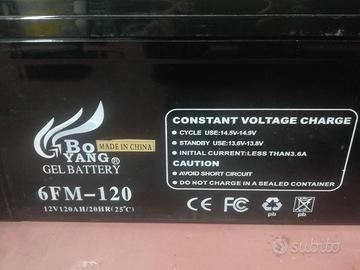 BO
YANG®
MADE IN CHINA
GEL BATTERY
6FM-120
12V120AH/20HR(25℃)
CONSTANT VOLTAGE CHARGE
CYCLE USE:14.5V-14.9V
STANDBY USE:13.6V-13.8V
INITIAL CURRENT:LESS THAN3.6A
CAUTION
AVOID SHORT CIRCUIT
DO NOT CHARGE IN A SEALED CONTAINER
CE
pb
pb
subito